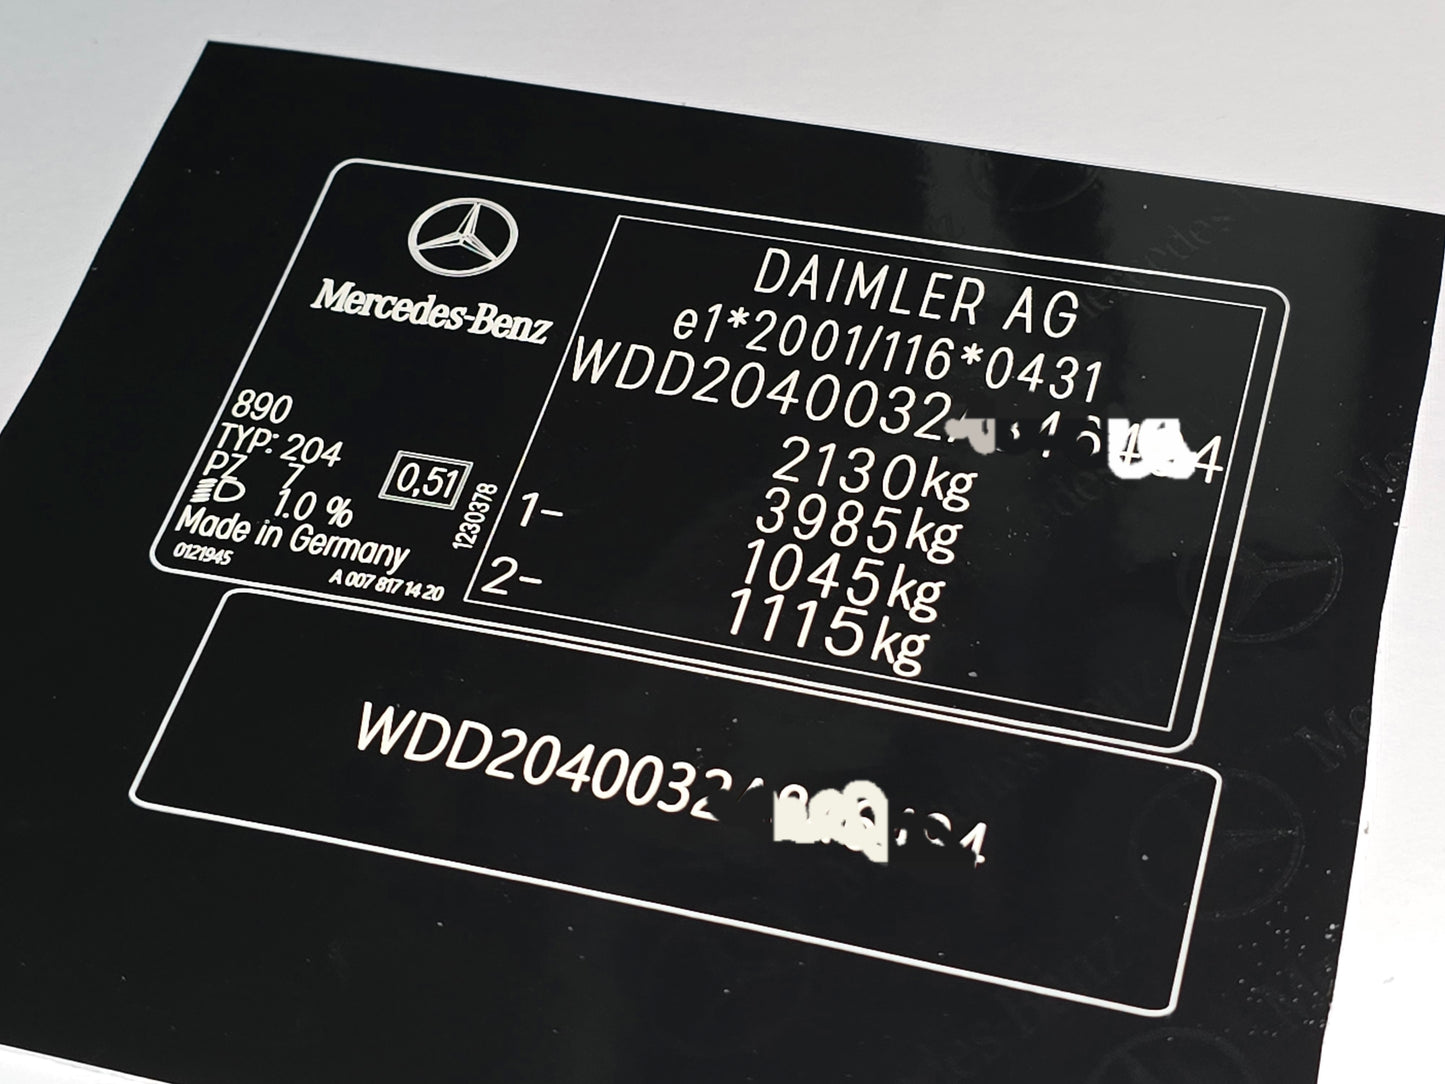 Mercedes-Benz
890
TYP: 204
PZ 7
1.0 %
0,51
1230378
Made in Germany
0121945
A 007 817 14 20
DAIMLER AG
e1*2001/116*0431
WDD2040032
2130kg
3985kg
1- 1045kg
2- 1115kg
WDD2040032